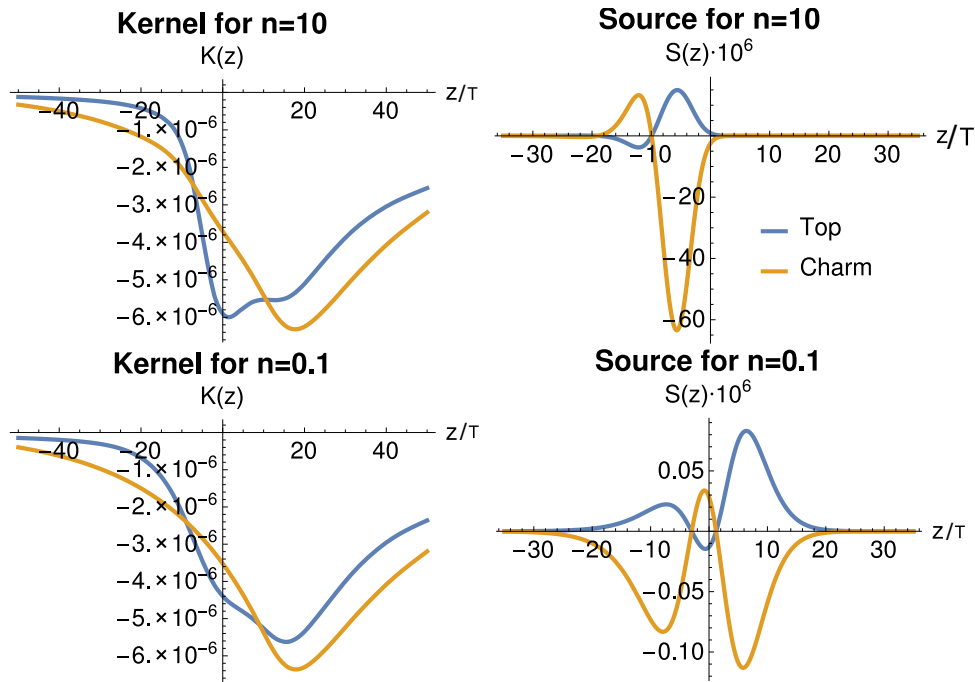 Kernel for n=10
K(z)
z/T
-40 -20 20 40
-1.×10⁻⁶
-2.×10⁻⁶
-3.×10⁻⁶
-4.×10⁻⁶
-5.×10⁻⁶
-6.×10⁻⁶
Source for n=10
S(z)·10⁶
z/T
-30 -20 -10 10 20 30
-20
-40
-60
Top
Charm
Kernel for n=0.1
K(z)
z/T
-40 -20 20 40
-1.×10⁻⁶
-2.×10⁻⁶
-3.×10⁻⁶
-4.×10⁻⁶
-5.×10⁻⁶
-6.×10⁻⁶
Source for n=0.1
S(z)·10⁶
0.05
z/T
-30 -20 -10 10 20 30
-0.05
-0.10